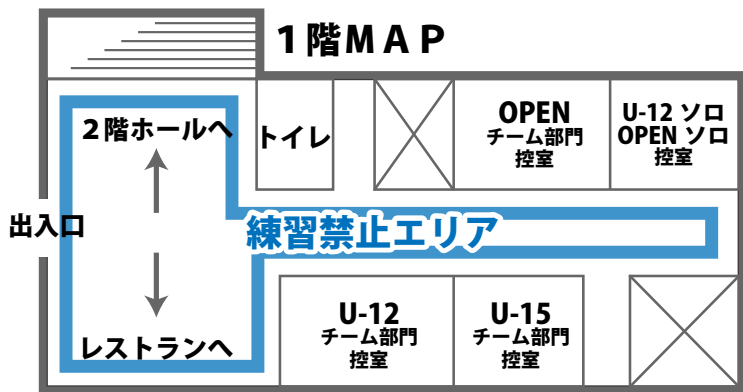 1階MAP
2階ホールへ
トイレ
OPEN
チーム部門
控室
U-12 ソロ
OPEN ソロ
控室
出入口
練習禁止エリア
レストランへ
U-12
チーム部門
控室
U-15
チーム部門
控室